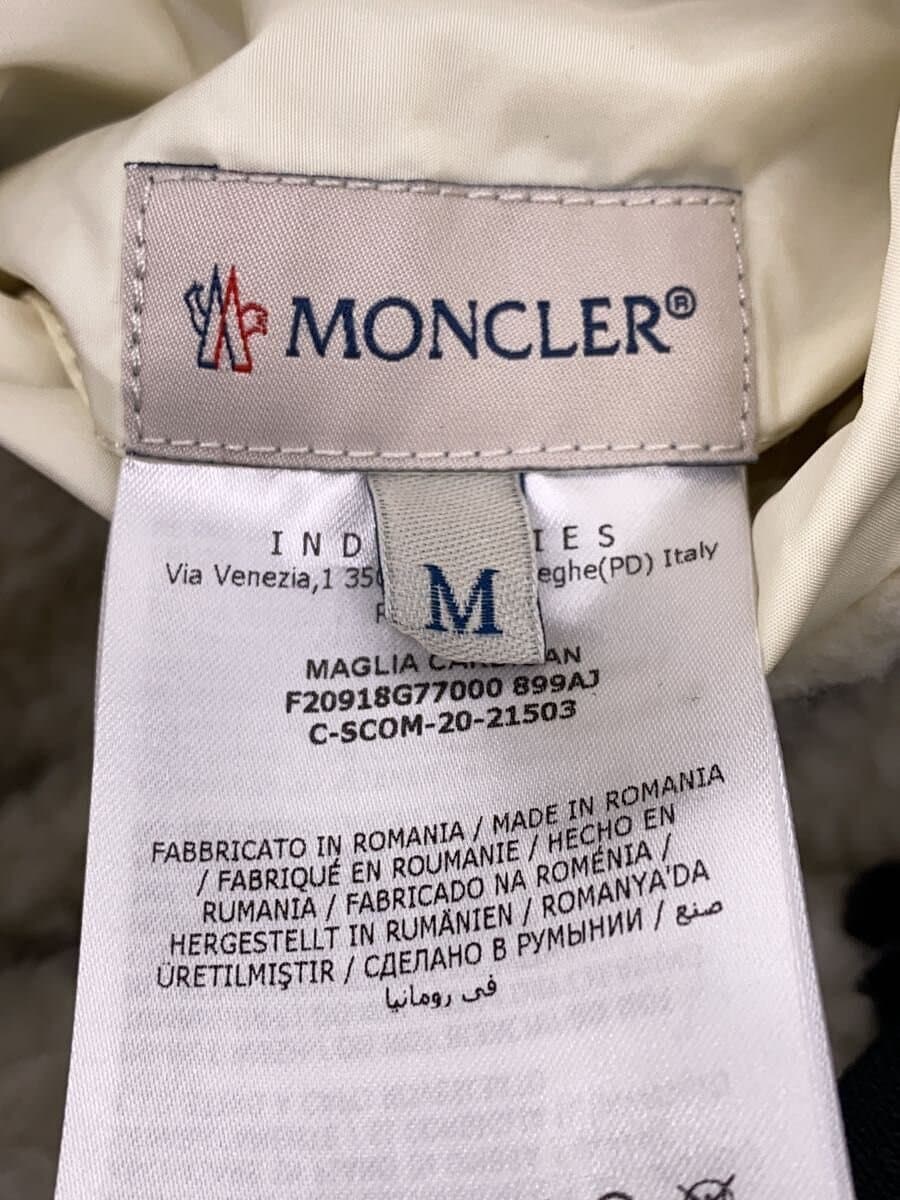 MONCLER®
M
IND IES
Via Venezia,1 35 eghe(PD) Italy
MAGLIA
F20918G77000 899AJ
C-SCOM-20-21503
FABBRICATO IN ROMANIA / MADE IN ROMANIA
/ FABRIQUÉ EN ROUMANIE / HECHO EN
RUMANIA / FABRICADO NA ROMÉNIA /
HERGESTELLT IN RUMÄNIEN / ROMANYA'DA
ÜRETILMIŞTIR / СДЕЛАНО В РУМЫНИИ / صنع
في رومانيا